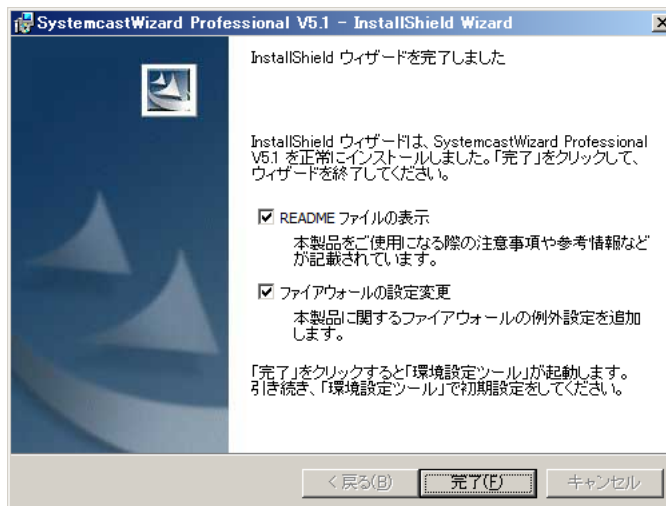 SystemcastWizard Professional V5.1 - InstallShield Wizard
InstallShield ウィザードを完了しました
InstallShield ウィザードは、SystemcastWizard Professional
V5.1 を正常にインストールしました。「完了」をクリックして、
ウィザードを終了してください。
README ファイルの表示
本製品をご使用になる際の注意事項や参考情報など
が記載されています。
ファイアウォールの設定変更
本製品に関するファイアウォールの例外設定を追加
します。
「完了」をクリックすると「環境設定ツール」が起動します。
引き続き、「環境設定ツール」で初期設定をしてください。
< 戻る(B)
完了(F)
キャンセル